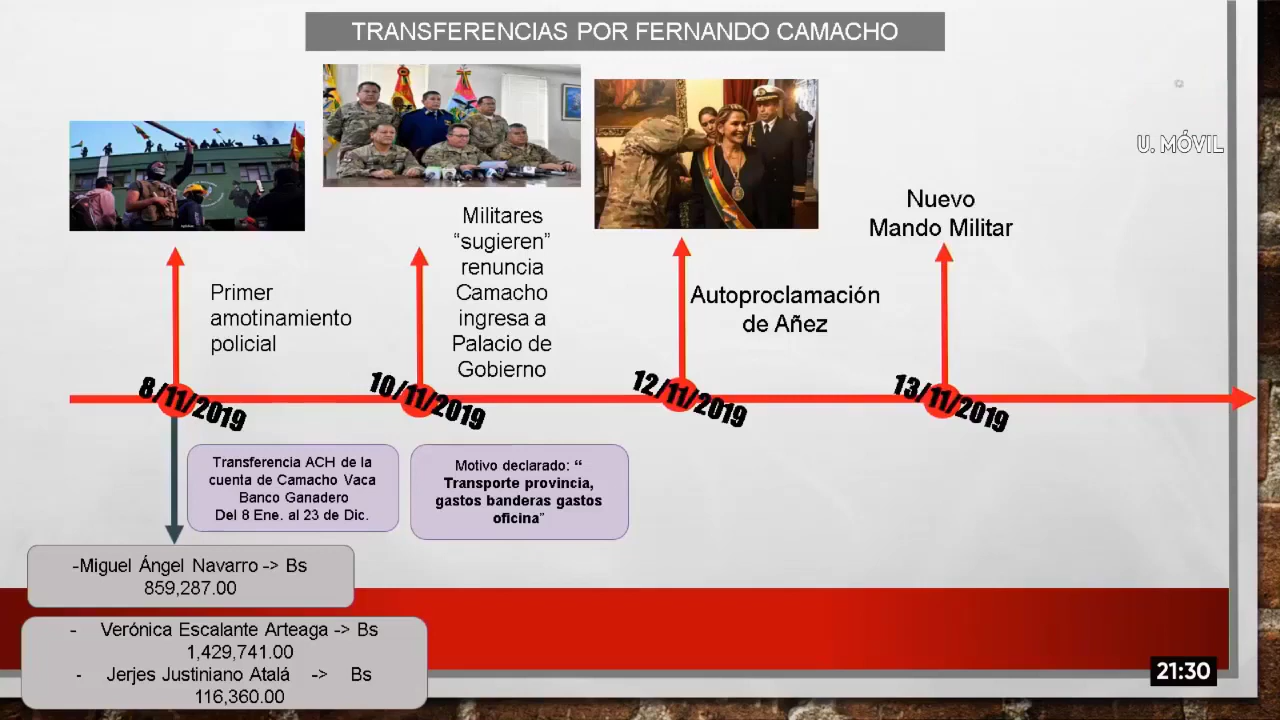 TRANSFERENCIAS POR FERNANDO CAMACHO
U. MÓVIL
Primer
amotinamiento
policial
Militares
“sugieren”
renuncia
Camacho
ingresa a
Palacio de
Gobierno
Autoproclamación
de Añez
Nuevo
Mando Militar
8/11/2019
10/11/2019
12/11/2019
13/11/2019
Transferencia ACH de la
cuenta de Camacho Vaca
Banco Ganadero
Del 8 Ene. al 23 de Dic.
Motivo declarado: “
Transporte provincia,
gastos banderas gastos
oficina”
-Miguel Ángel Navarro -> Bs
859,287.00
- Verónica Escalante Arteaga -> Bs
1,429,741.00
- Jerjes Justiniano Atalá -> Bs
116,360.00
21:30